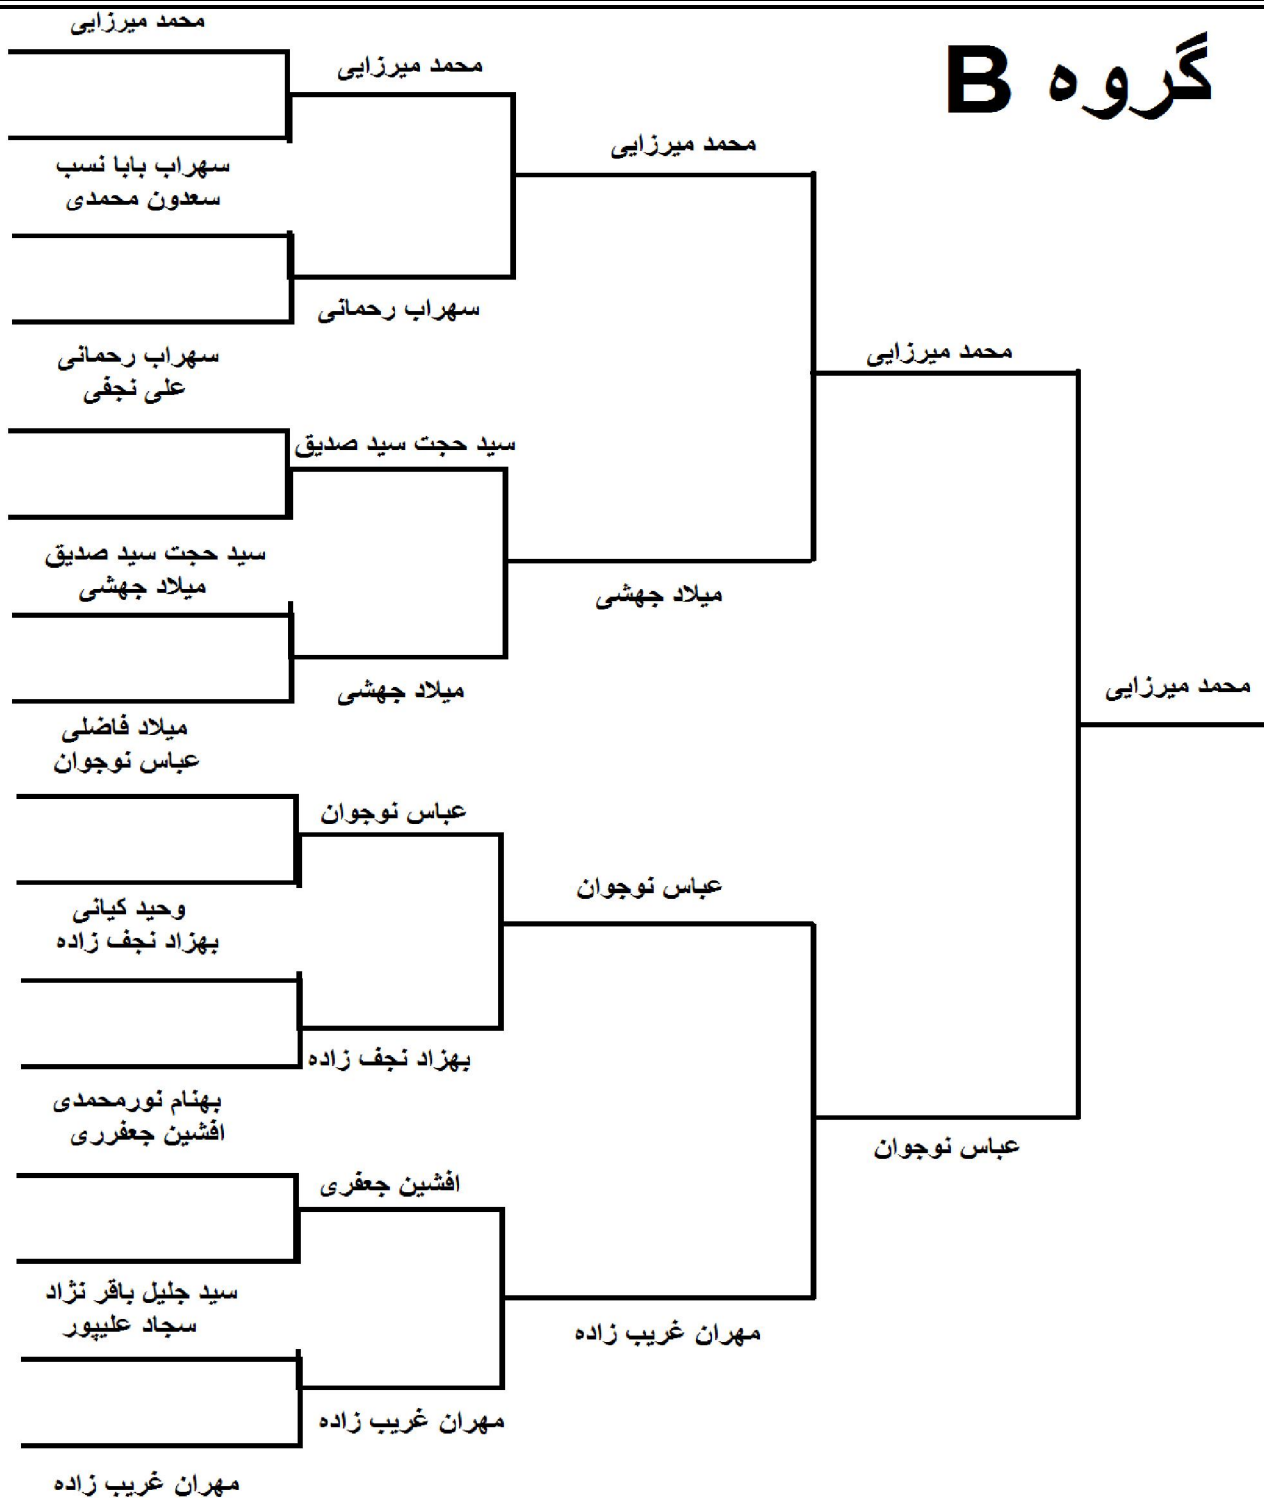 گروه B
محمد میرزایی
سهراب بابا نسب
سعدون محمدی
سهراب رحمانی
علی نجفی
سید حجت سید صدیق
میلاد جهشی
میلاد فاضلی
عباس نوجوان
وحید کیانی
بهزاد نجف زاده
بهنام نورمحمدی
افشین جعفرری
سید جلیل باقر نژاد
سجاد علیپور
مهران غریب زاده
محمد میرزایی
سهراب رحمانی
سید حجت سید صدیق
میلاد جهشی
عباس نوجوان
بهزاد نجف زاده
افشین جعفری
مهران غریب زاده
محمد میرزایی
میلاد جهشی
عباس نوجوان
مهران غریب زاده
محمد میرزایی
عباس نوجوان
محمد میرزایی